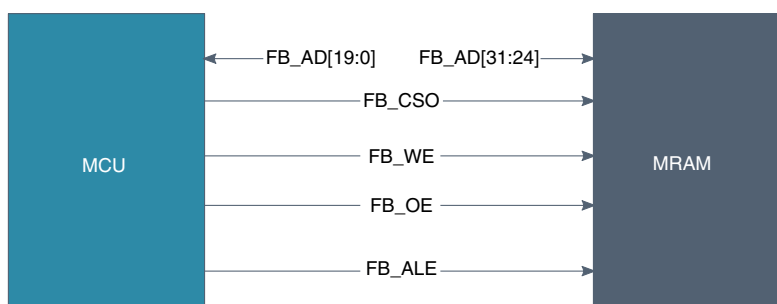 FB_AD[19:0] FB_AD[31:24]
FB_CSO
MCU FB_WE MRAM
FB_OE
FB_ALE